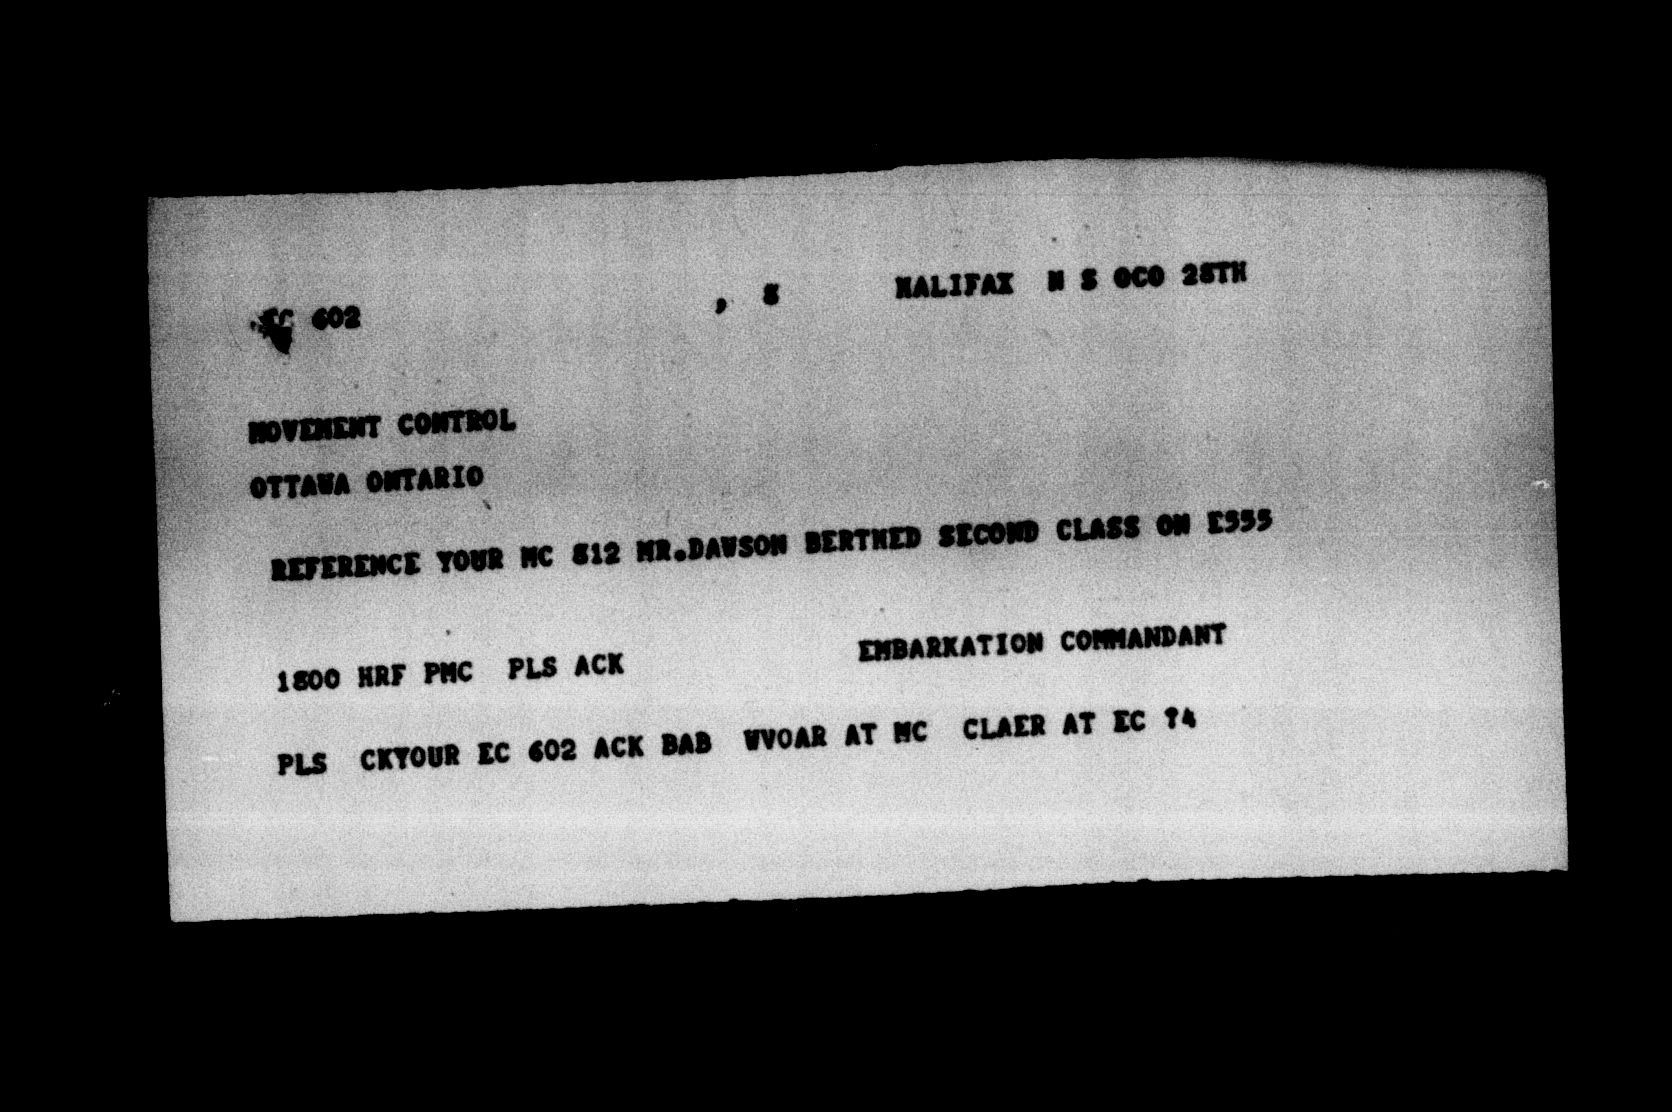 EC 602 , 8 HALIFAX N S OCO 28TH
MOVEMENT CONTROL
OTTAWA ONTARIO
REFERENCE YOUR MC 812 MR.DAWSON BERTHED SECOND CLASS ON E555
EMBARKATION COMMANDANT
1800 HRF PMC PLS ACK
PLS CKYOUR EC 602 ACK BAB WVOAR AT MC CLAER AT EC ?4